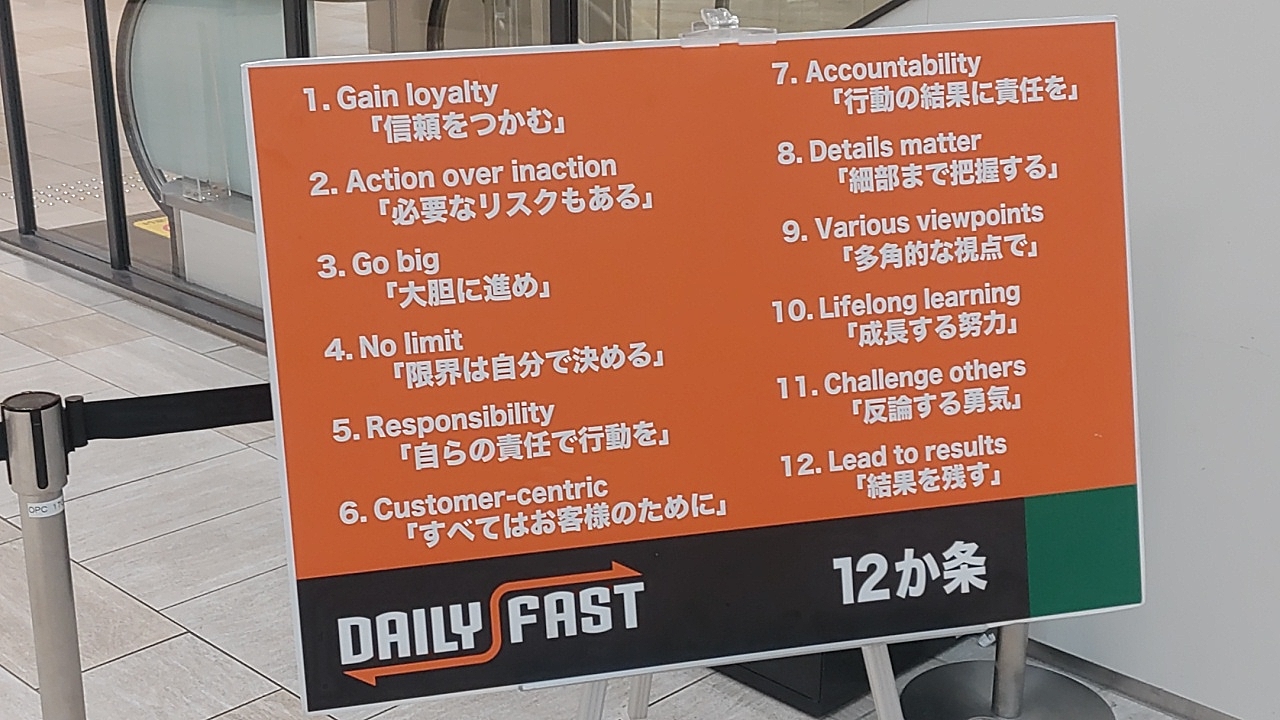 1. Gain loyalty
「信頼をつかむ」
2. Action over inaction
「必要なリスクもある」
3. Go big
「大胆に進め」
4. No limit
「限界は自分で決める」
5. Responsibility
「自らの責任で行動を」
6. Customer-centric
「すべてはお客様のために」
7. Accountability
「行動の結果に責任を」
8. Details matter
「細部まで把握する」
9. Various viewpoints
「多角的な視点で」
10. Lifelong learning
「成長する努力」
11. Challenge others
「反論する勇気」
12. Lead to results
「結果を残す」
DAILY FAST
12か条